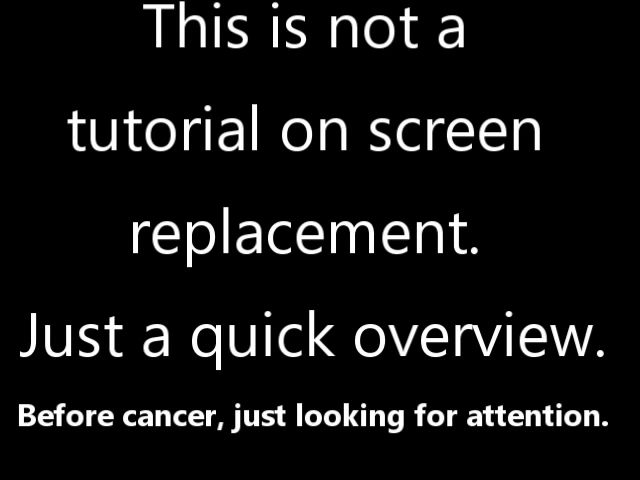 This is not a
tutorial on screen
replacement.
Just a quick overview.
Before cancer, just looking for attention.